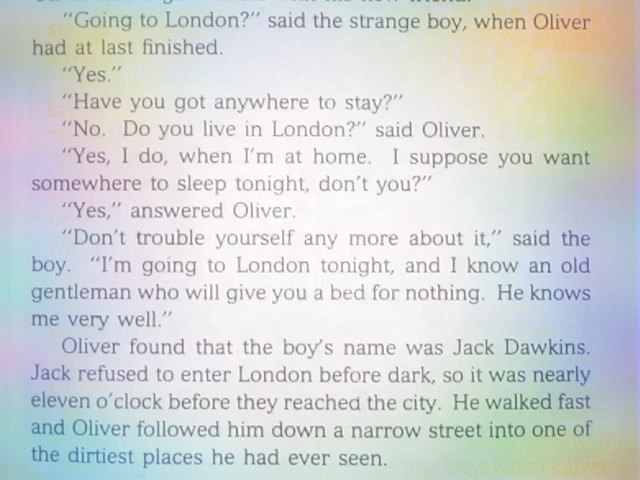 "Going to London?" said the strange boy, when Oliver
had at last finished.
"Yes."
"Have you got anywhere to stay?"
"No. Do you live in London?" said Oliver.
"Yes, I do, when I'm at home. I suppose you want
somewhere to sleep tonight, don't you?"
"Yes," answered Oliver.
"Don't trouble yourself any more about it," said the
boy. "I'm going to London tonight, and I know an old
gentleman who will give you a bed for nothing. He knows
me very well."
Oliver found that the boy's name was Jack Dawkins.
Jack refused to enter London before dark, so it was nearly
eleven o'clock before they reached the city. He walked fast
and Oliver followed him down a narrow street into one of
the dirtiest places he had ever seen.